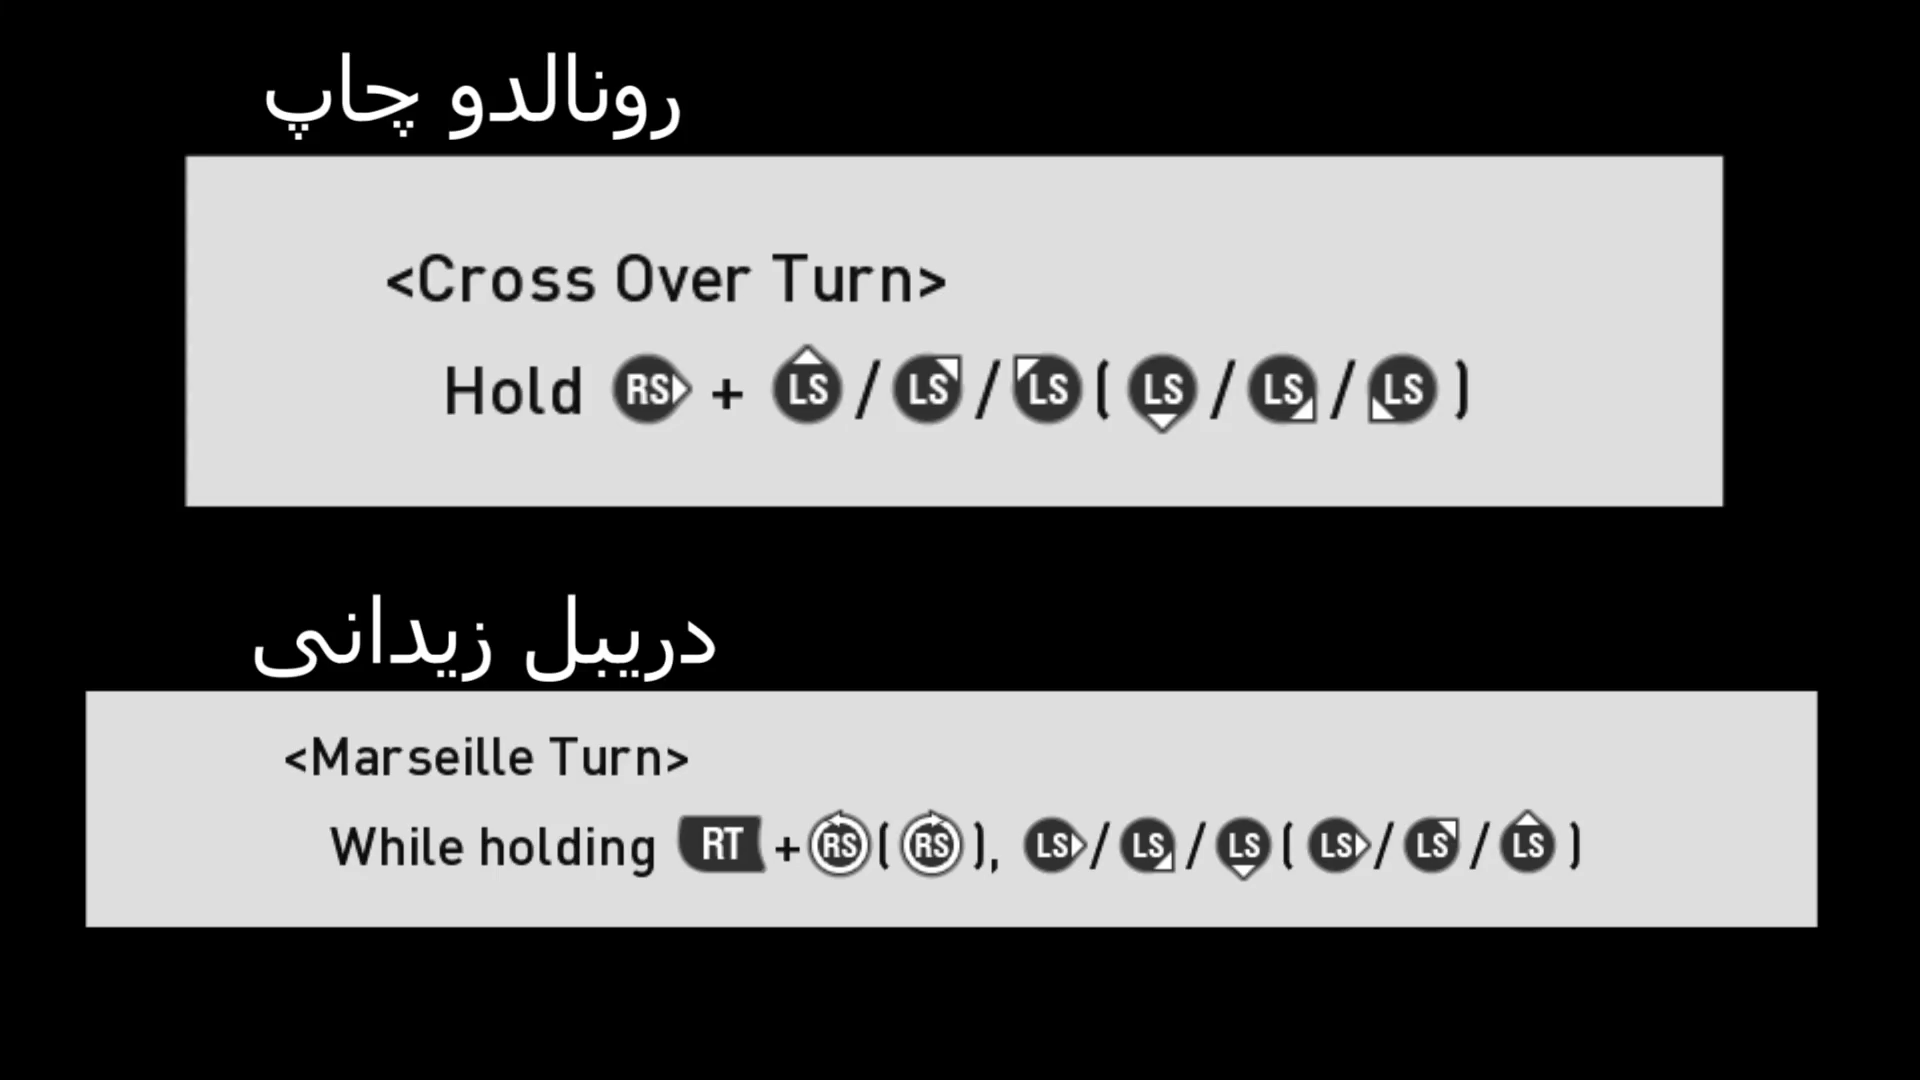 رونالدو چاپ
<Cross Over Turn>
Hold RS + LS / LS / LS ( LS / LS / LS )
دریبل زیدانی
<Marseille Turn>
While holding RT + RS ( RS ), LS / LS / LS ( LS / LS / LS )